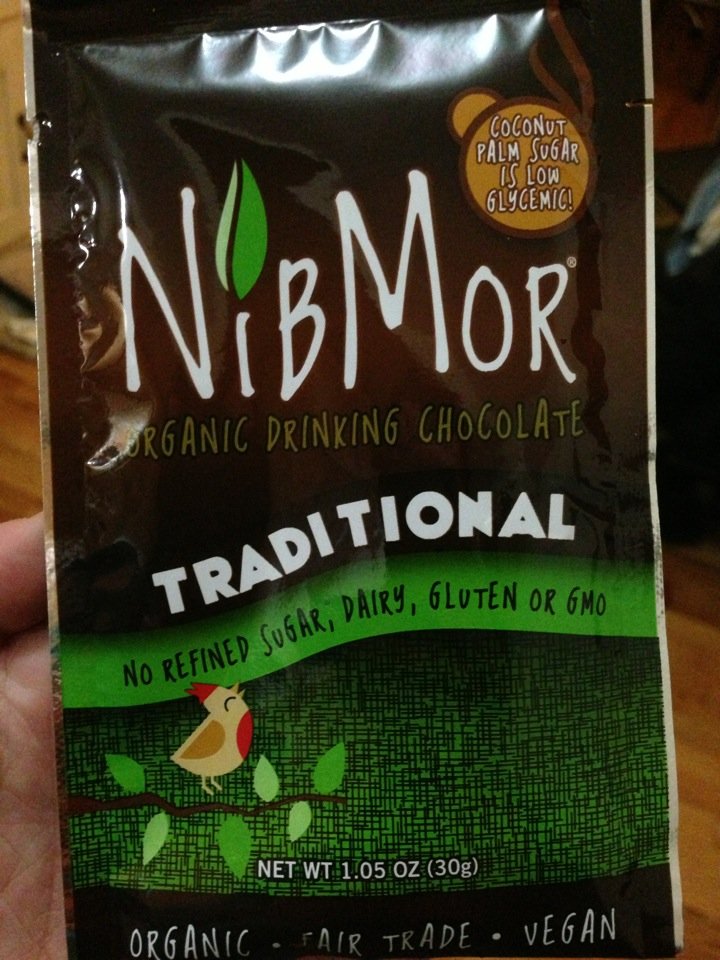 COCONUT
PALM SUGAR
IS LOW
GLYCEMIC!
NiBMOR®
ORGANIC DRINKING CHOCOLATE
TRADITIONAL
NO REFINED SUGAR, DAIRY, GLUTEN OR GMO
NET WT 1.05 OZ (30g)
ORGANIC • FAIR TRADE • VEGAN